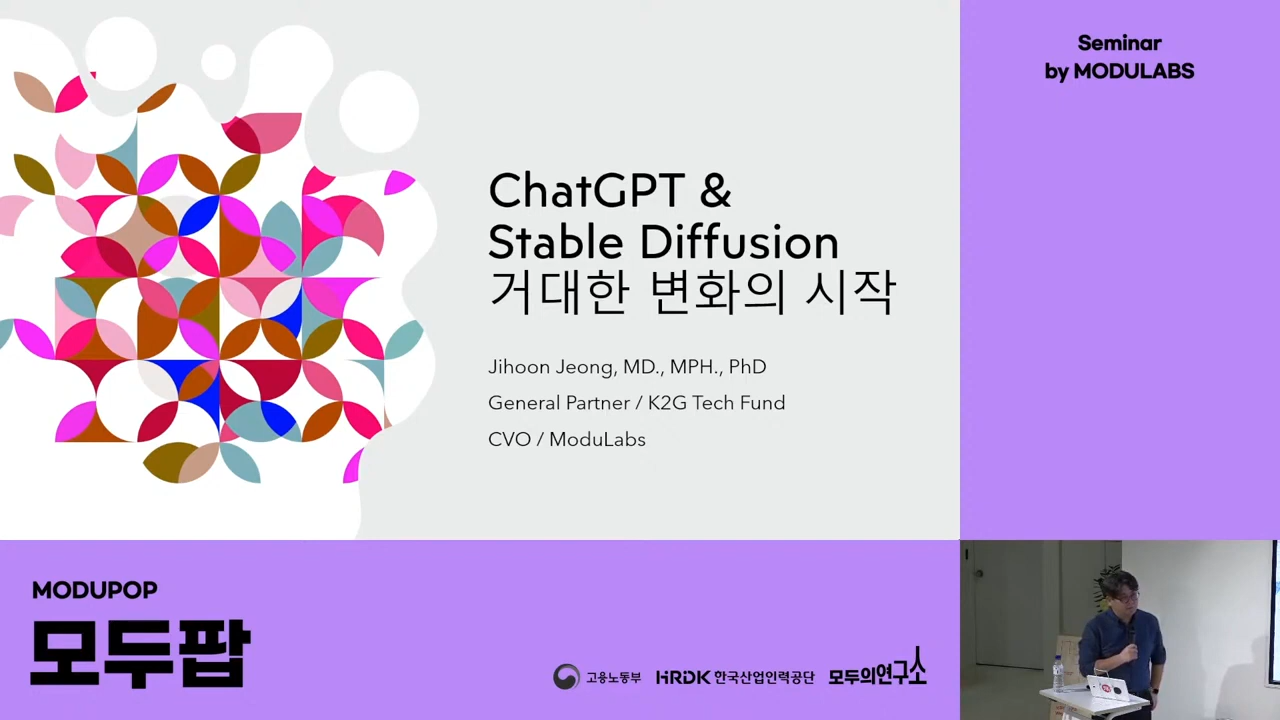 ChatGPT &
Stable Diffusion
거대한 변화의 시작
Jihoon Jeong, MD., MPH., PhD
General Partner / K2G Tech Fund
CVO / ModuLabs
Seminar
by MODULABS
MODUPOP
모두팝
고용노동부
HRDK 한국산업인력공단
모두의연구소